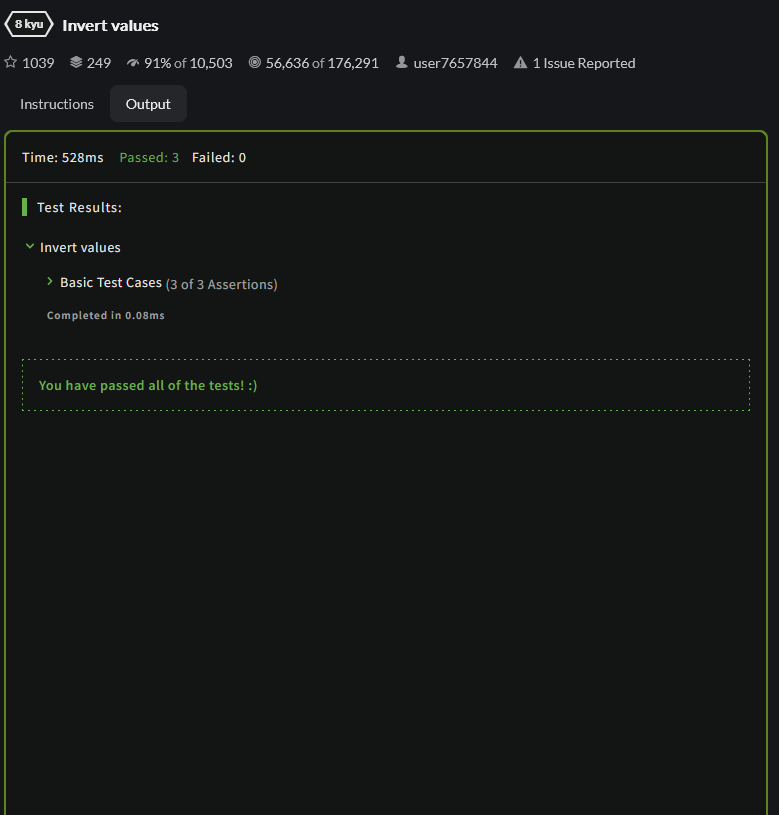 8 kyu Invert values
1039 249 91% of 10,503 56,636 of 176,291 user7657844 1 Issue Reported
Instructions Output
Time: 528ms Passed: 3 Failed: 0
Test Results:
Invert values
Basic Test Cases (3 of 3 Assertions)
Completed in 0.08ms
You have passed all of the tests! :)